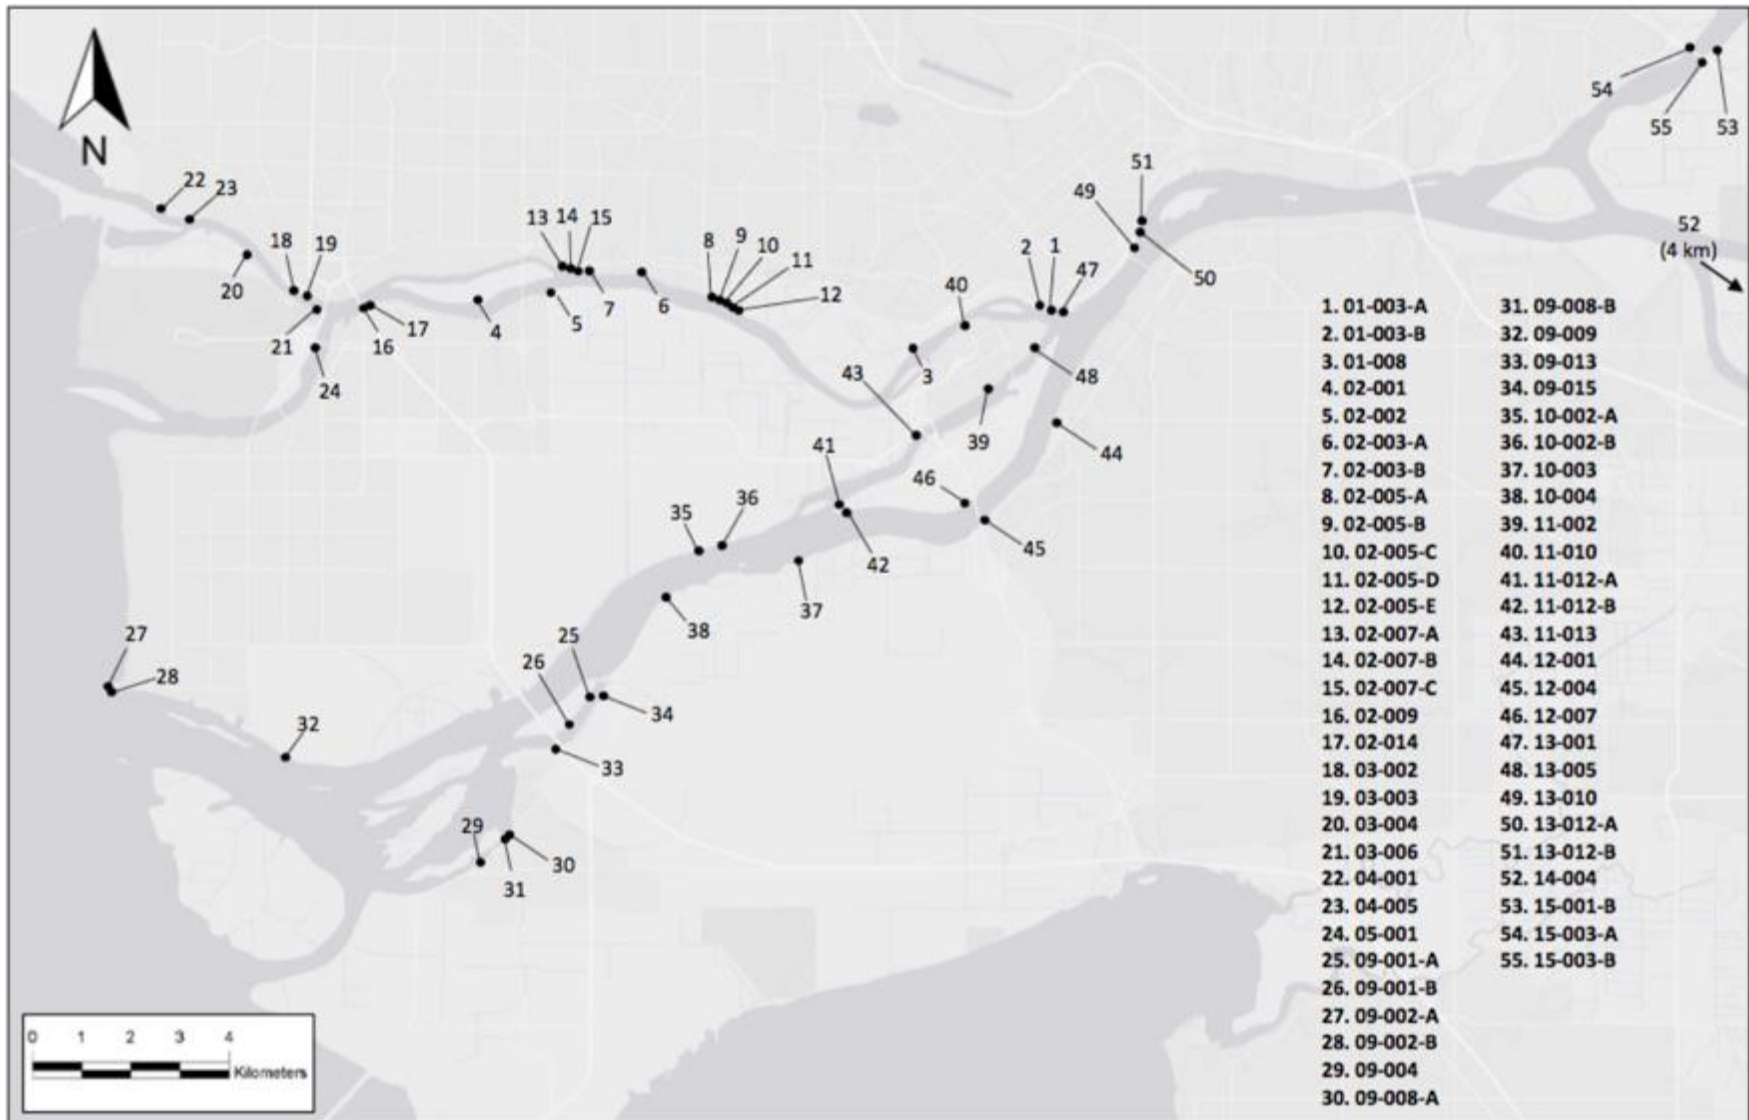 N
54
55
53
22
23
51
49
52
(4 km)
50
18
19
13
14
15
8
9
10
11
12
2
1
47
40
20
21
16
17
4
5
7
6
3
48
24
43
39
44
41
46
45
42
35
36
37
38
27
28
25
26
34
32
33
29
30
31
1. 01-003-A
2. 01-003-B
3. 01-008
4. 02-001
5. 02-002
6. 02-003-A
7. 02-003-B
8. 02-005-A
9. 02-005-B
10. 02-005-C
11. 02-005-D
12. 02-005-E
13. 02-007-A
14. 02-007-B
15. 02-007-C
16. 02-009
17. 02-014
18. 03-002
19. 03-003
20. 03-004
21. 03-006
22. 04-001
23. 04-005
24. 05-001
25. 09-001-A
26. 09-001-B
27. 09-002-A
28. 09-002-B
29. 09-004
30. 09-008-A
31. 09-008-B
32. 09-009
33. 09-013
34. 09-015
35. 10-002-A
36. 10-002-B
37. 10-003
38. 10-004
39. 11-002
40. 11-010
41. 11-012-A
42. 11-012-B
43. 11-013
44. 12-001
45. 12-004
46. 12-007
47. 13-001
48. 13-005
49. 13-010
50. 13-012-A
51. 13-012-B
52. 14-004
53. 15-001-B
54. 15-003-A
55. 15-003-B
0 1 2 3 4
Kilometers